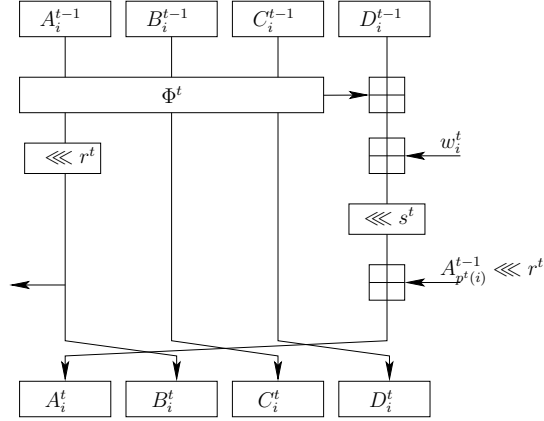 A_i^{t-1} B_i^{t-1} C_i^{t-1} D_i^{t-1}
Φ^t
w_i^t
⋘ r^t
⋘ s^t
A_{p^t(i)}^{t-1} ⋘ r^t
A_i^t B_i^t C_i^t D_i^t